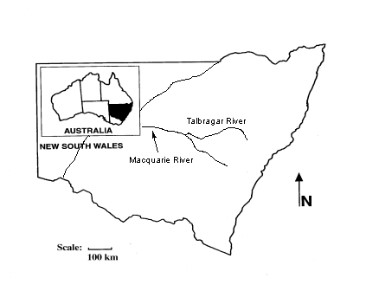 AUSTRALIA
NEW SOUTH WALES
Talbragar River
Macquarie River
N
Scale:
100 km